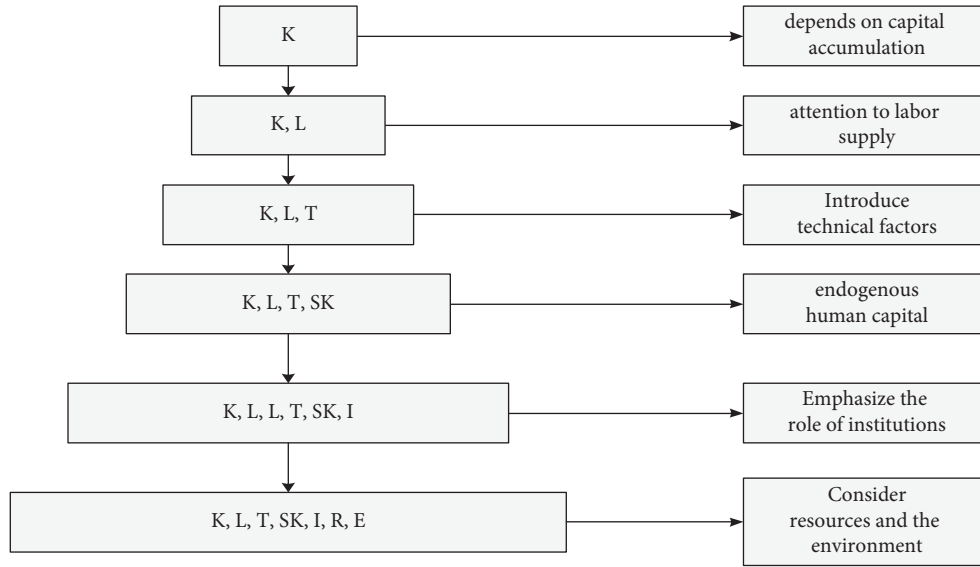 K
depends on capital
accumulation
K, L
attention to labor
supply
K, L, T
Introduce
technical factors
K, L, T, SK
endogenous
human capital
K, L, L, T, SK, I
Emphasize the
role of institutions
K, L, T, SK, I, R, E
Consider
resources and the
environment